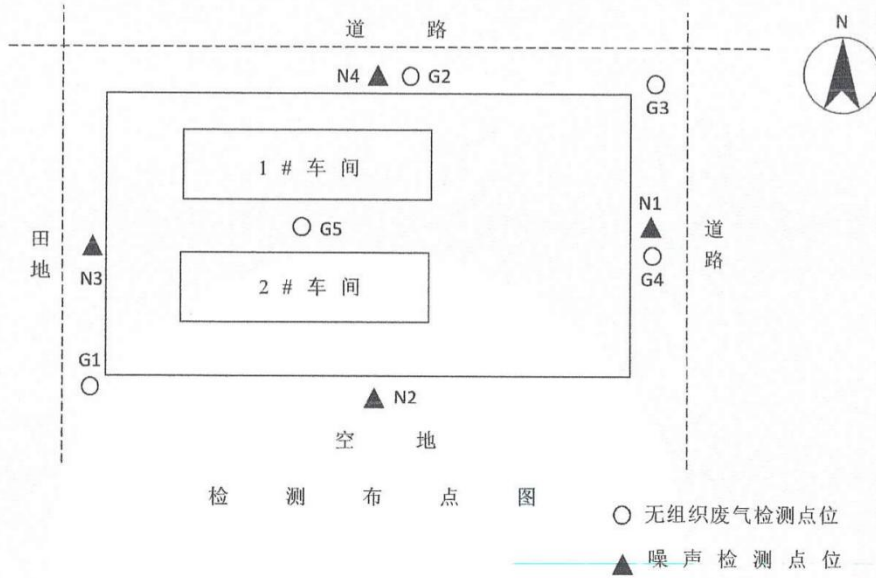 道 路
N
N4 G2
G3
1 # 车 间
N1
G5
田地
道路
N3
G4
2 # 车 间
G1
N2
空 地
检 测 布 点 图
无组织废气检测点位
噪 声 检 测 点 位